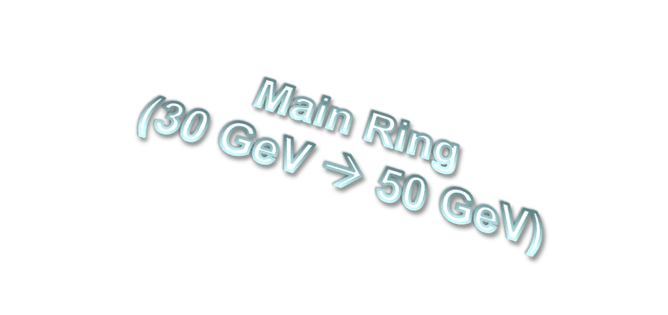 Main Ring
(30 GeV → 50 GeV)